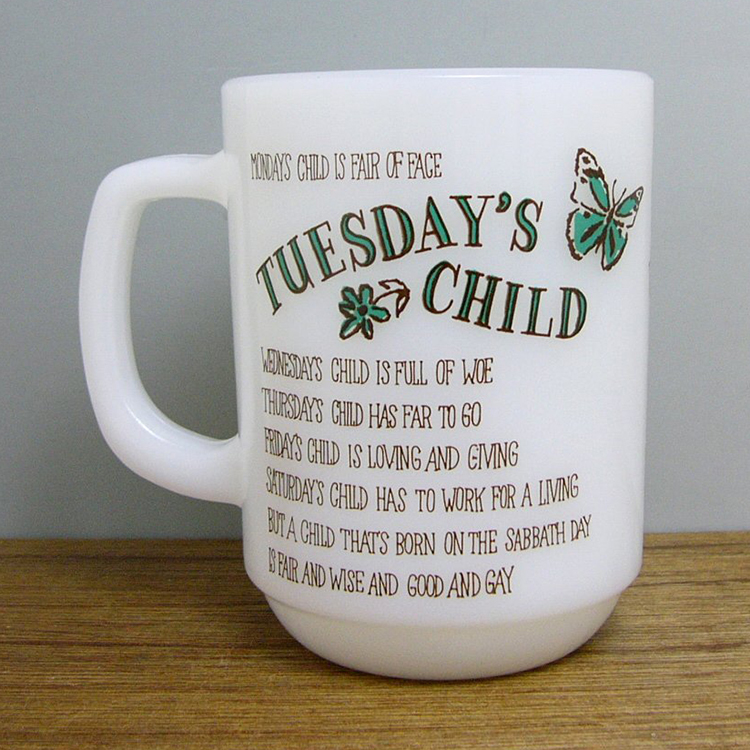 MONDAY'S CHILD IS FAIR OF FACE
TUESDAY'S
CHILD
WEDNESDAY'S CHILD IS FULL OF WOE
THURSDAY'S CHILD HAS FAR TO GO
FRIDAY'S CHILD IS LOVING AND GIVING
SATURDAY'S CHILD HAS TO WORK FOR A LIVING
BUT A CHILD THAT'S BORN ON THE SABBATH DAY
IS FAIR AND WISE AND GOOD AND GAY